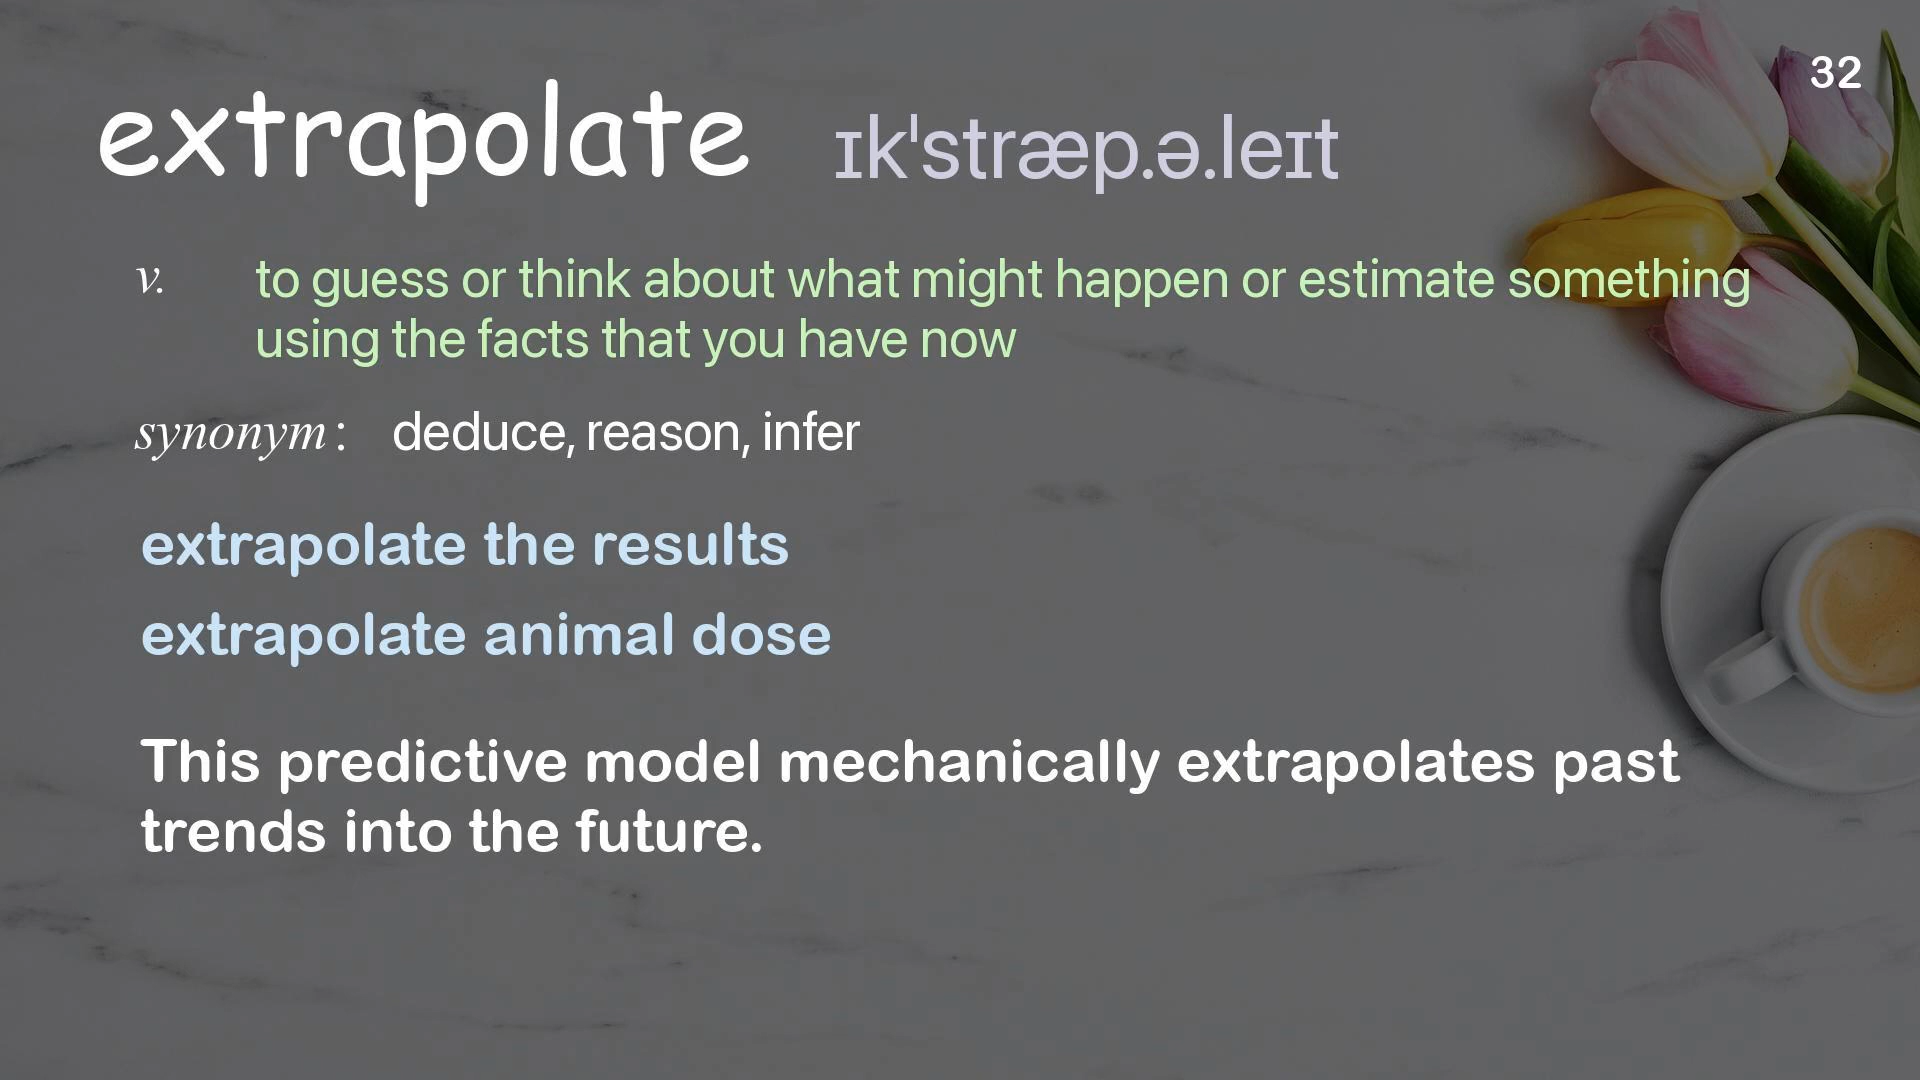 32
extrapolate ɪkˈstræp.ə.leɪt
v. to guess or think about what might happen or estimate something
using the facts that you have now
synonym: deduce, reason, infer
extrapolate the results
extrapolate animal dose
This predictive model mechanically extrapolates past
trends into the future.